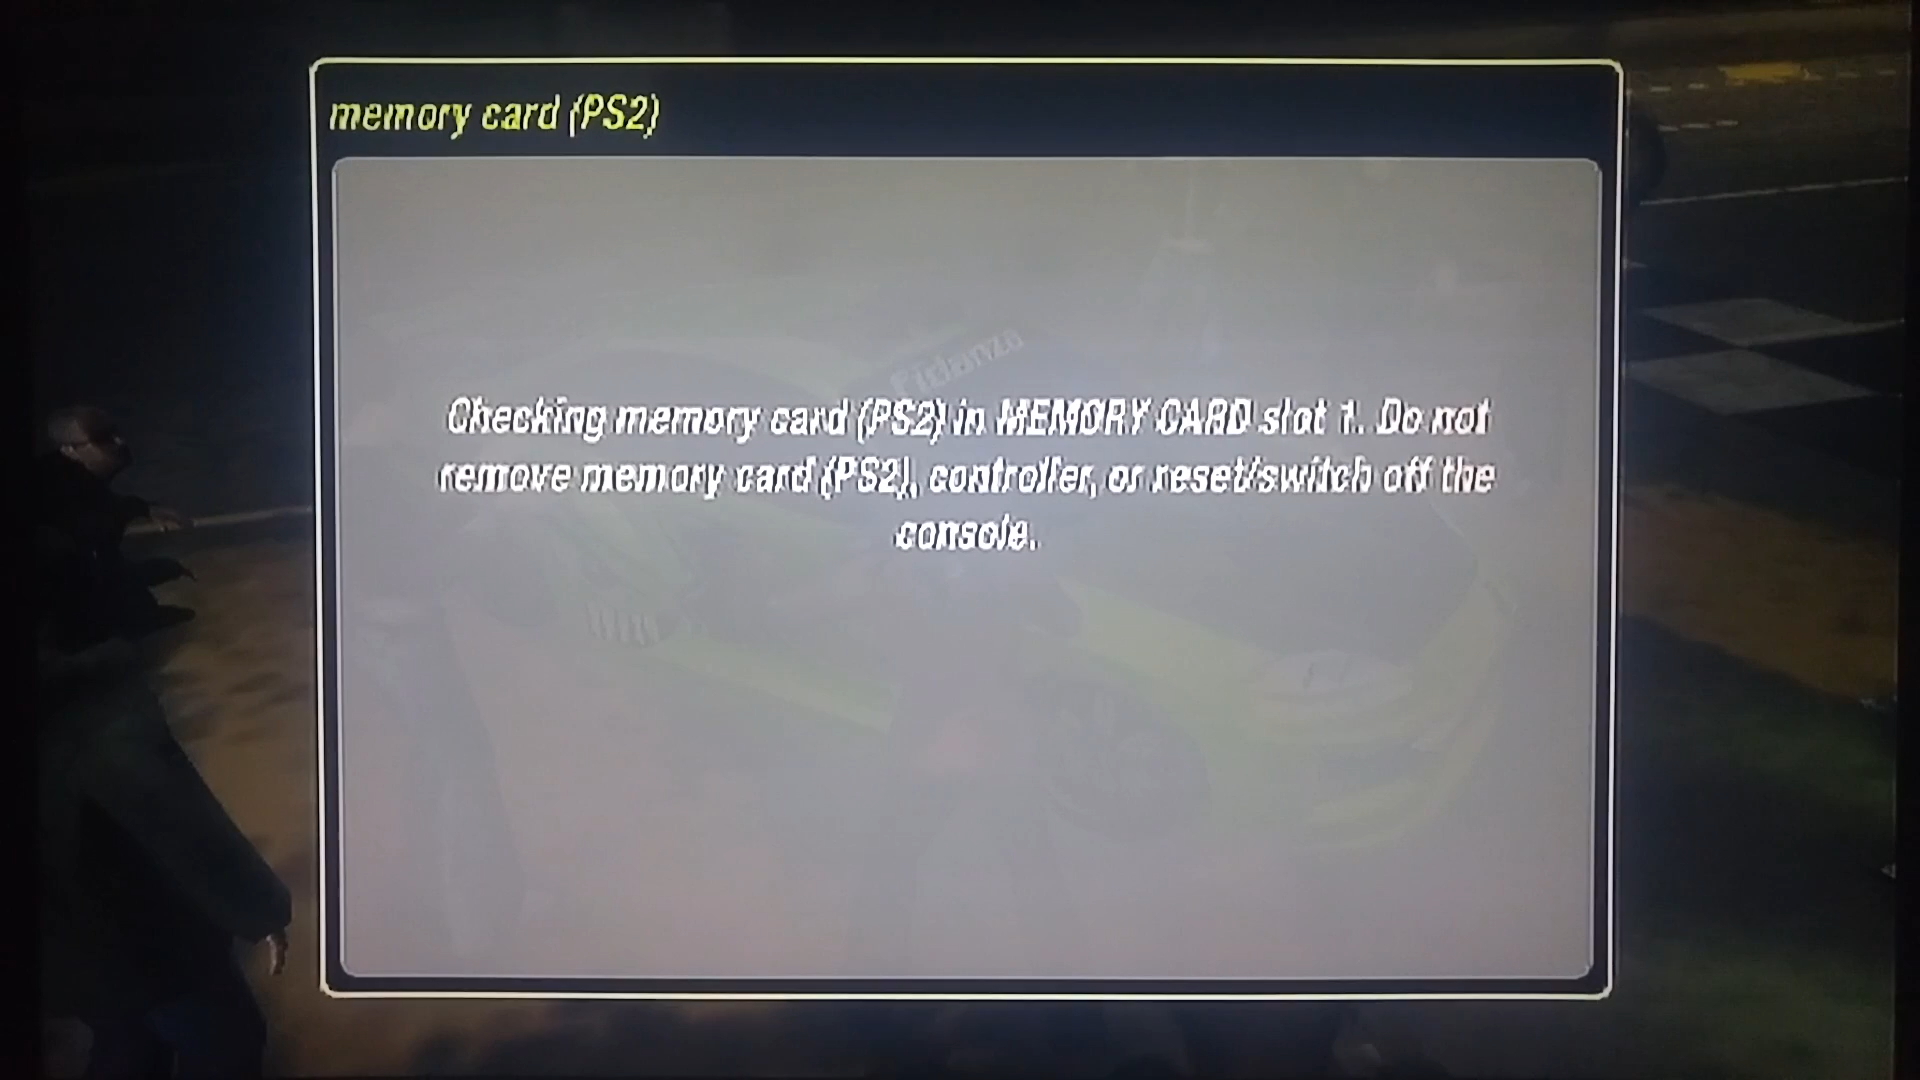 memory card (PS2)
Fidanza
Checking memory card (PS2) in MEMORY CARD slot 1. Do not
remove memory card (PS2), controller, or reset/switch off the
console.